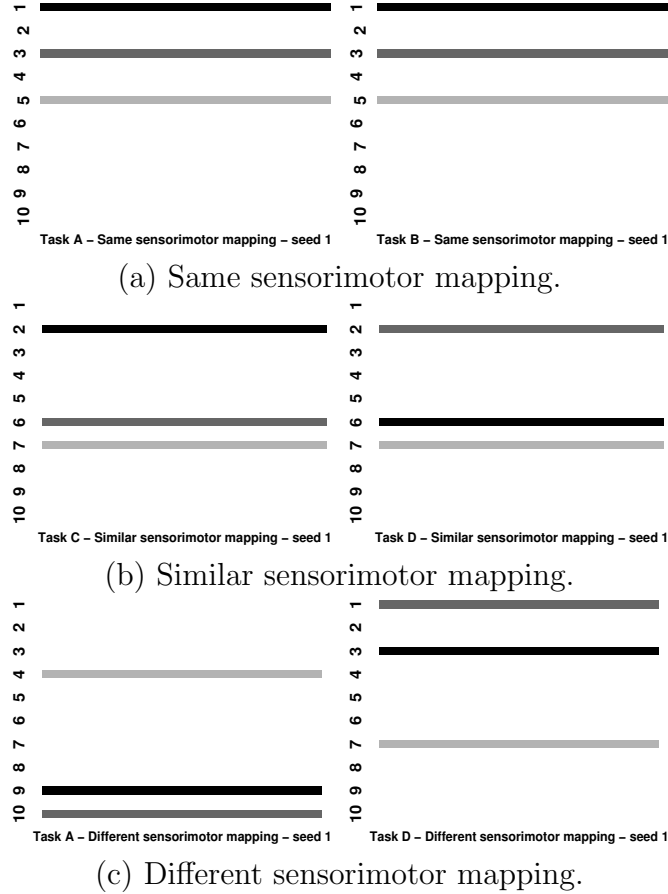 1 2 3 4 5 6 7 8 9 10
1 2 3 4 5 6 7 8 9 10
Task A − Same sensorimotor mapping − seed 1
Task B − Same sensorimotor mapping − seed 1
(a) Same sensorimotor mapping.
1 2 3 4 5 6 7 8 9 10
1 2 3 4 5 6 7 8 9 10
Task C − Similar sensorimotor mapping − seed 1
Task D − Similar sensorimotor mapping − seed 1
(b) Similar sensorimotor mapping.
1 2 3 4 5 6 7 8 9 10
1 2 3 4 5 6 7 8 9 10
Task A − Different sensorimotor mapping − seed 1
Task D − Different sensorimotor mapping − seed 1
(c) Different sensorimotor mapping.